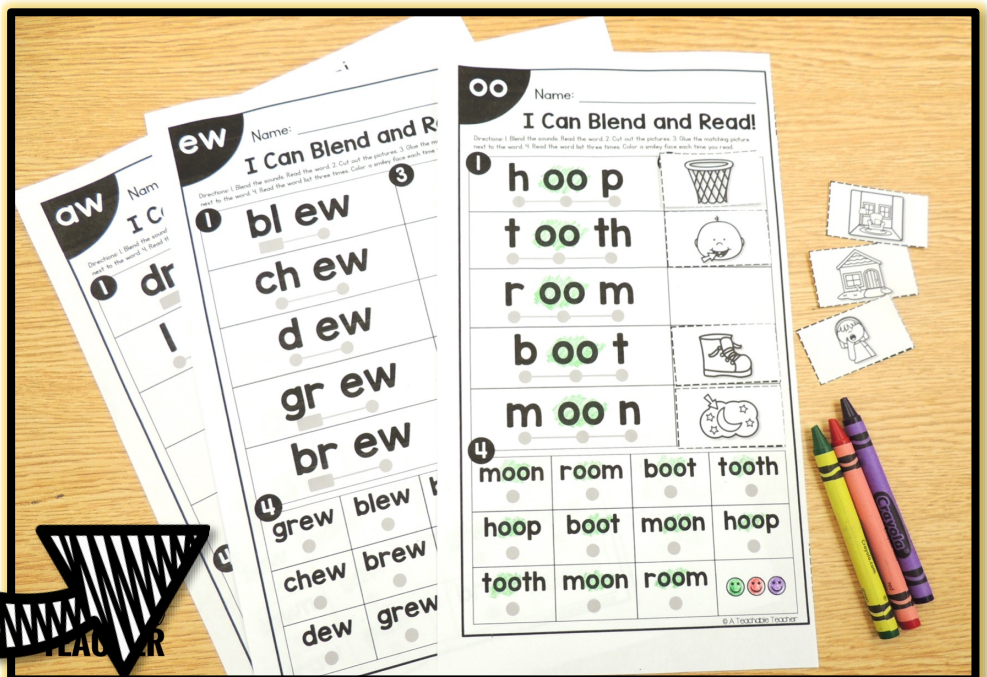 aw
Nam
I C
1
dr
l
ew
Name:
I Can Blend and R
Directions: 1. Blend the sounds. Read the word. 2. Cut out the pictures. 3. Glue the m
next to the word. 4. Read the word list three times. Color a smiley face each time
1
3
bl ew
ch ew
d ew
gr ew
br ew
4
grew blew
chew brew
dew grew
oo
Name:
I Can Blend and Read!
Directions: 1. Blend the sounds. Read the word. 2. Cut out the pictures. 3. Glue the matching picture
next to the word. 4. Read the word list three times. Color a smiley face each time you read.
1
h oo p
t oo th
r oo m
b oo t
m oo n
4
moon room boot tooth
hoop boot moon hoop
tooth moon room
© A Teachable Teacher
Crayola